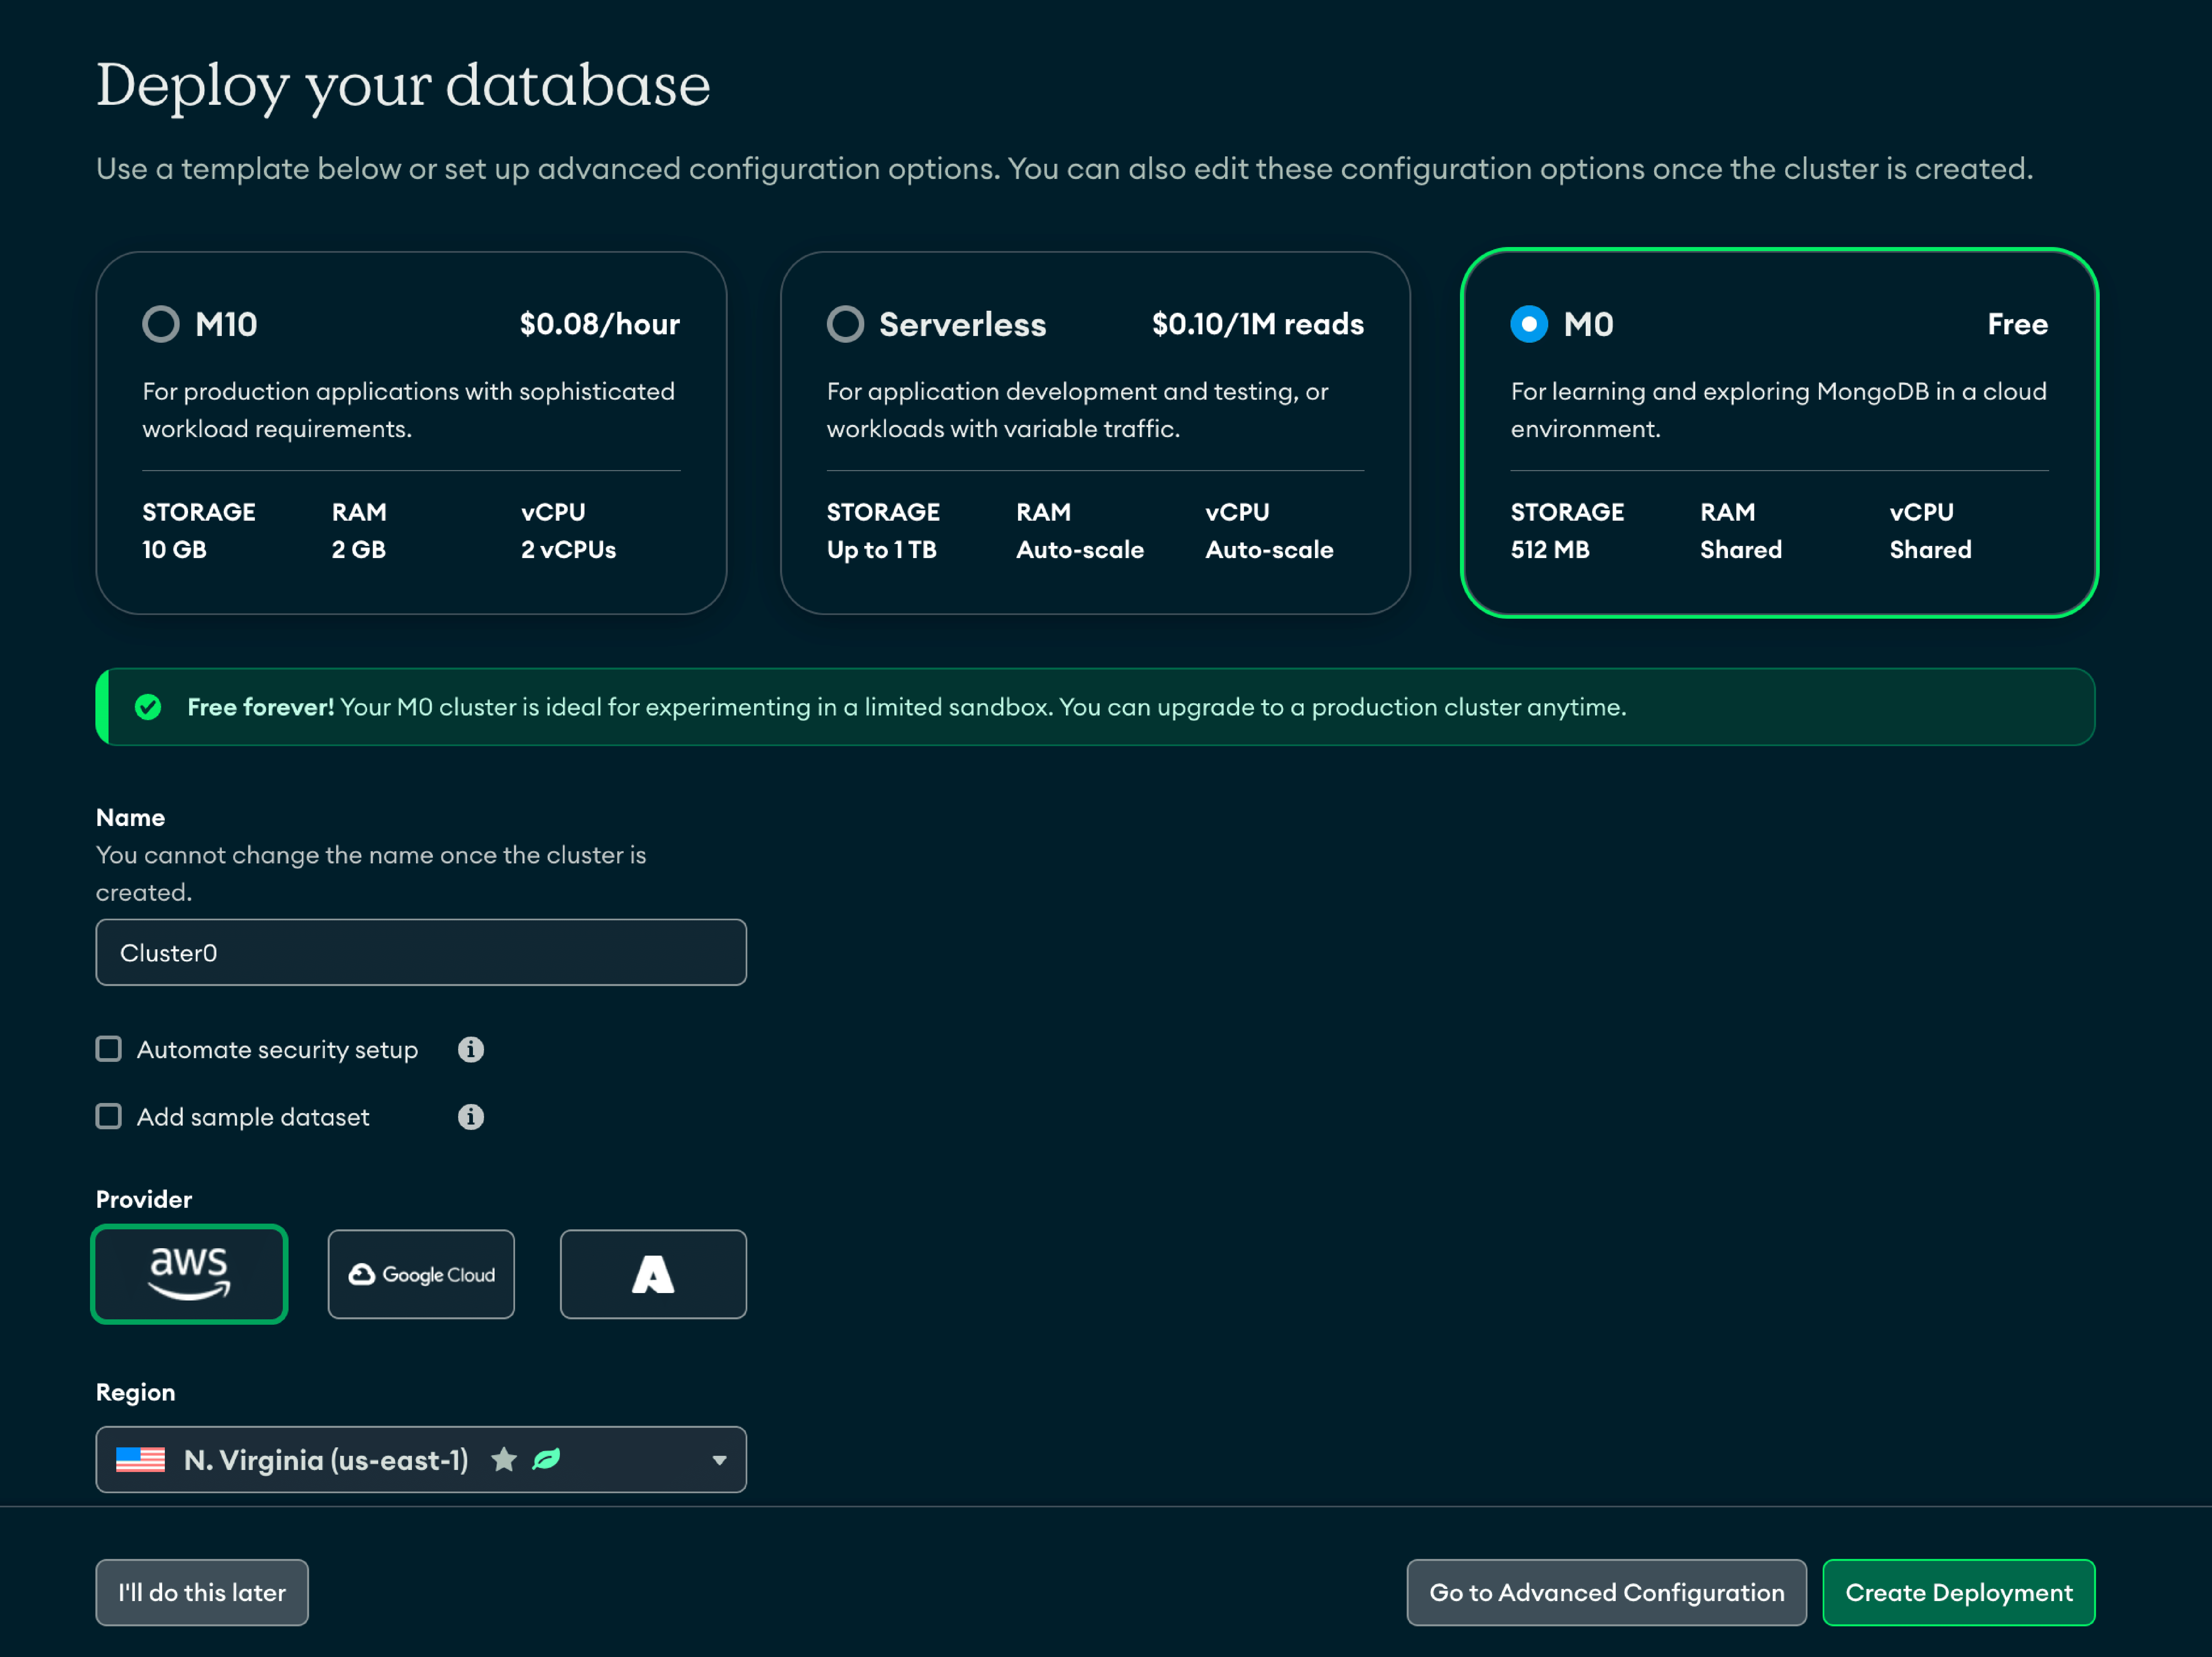 Deploy your database
Use a template below or set up advanced configuration options. You can also edit these configuration options once the cluster is created.
M10
$0.08/hour
For production applications with sophisticated
workload requirements.
STORAGE RAM vCPU
10 GB 2 GB 2 vCPUs
Serverless
$0.10/1M reads
For application development and testing, or
workloads with variable traffic.
STORAGE RAM vCPU
Up to 1 TB Auto-scale Auto-scale
M0
Free
For learning and exploring MongoDB in a cloud
environment.
STORAGE RAM vCPU
512 MB Shared Shared
Free forever! Your M0 cluster is ideal for experimenting in a limited sandbox. You can upgrade to a production cluster anytime.
Name
You cannot change the name once the cluster is
created.
Cluster0
Automate security setup
Add sample dataset
Provider
aws
Google Cloud
Region
N. Virginia (us-east-1)
I'll do this later
Go to Advanced Configuration
Create Deployment